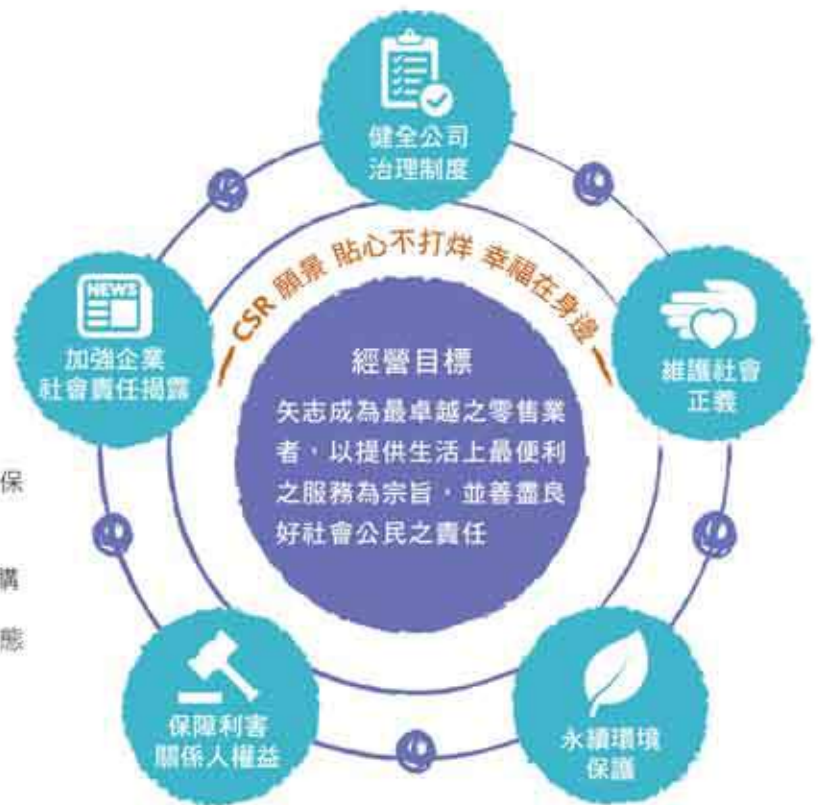 健全公司
治理制度
CSR 願景 貼心不打烊 幸福在身邊
NEWS
加強企業
社會責任揭露
維護社會
正義
經營目標
矢志成為最卓越之零售業
者，以提供生活上最便利
之服務為宗旨，並善盡良
好社會公民之責任
保
購
態
保障利害
關係人權益
永續環境
保護